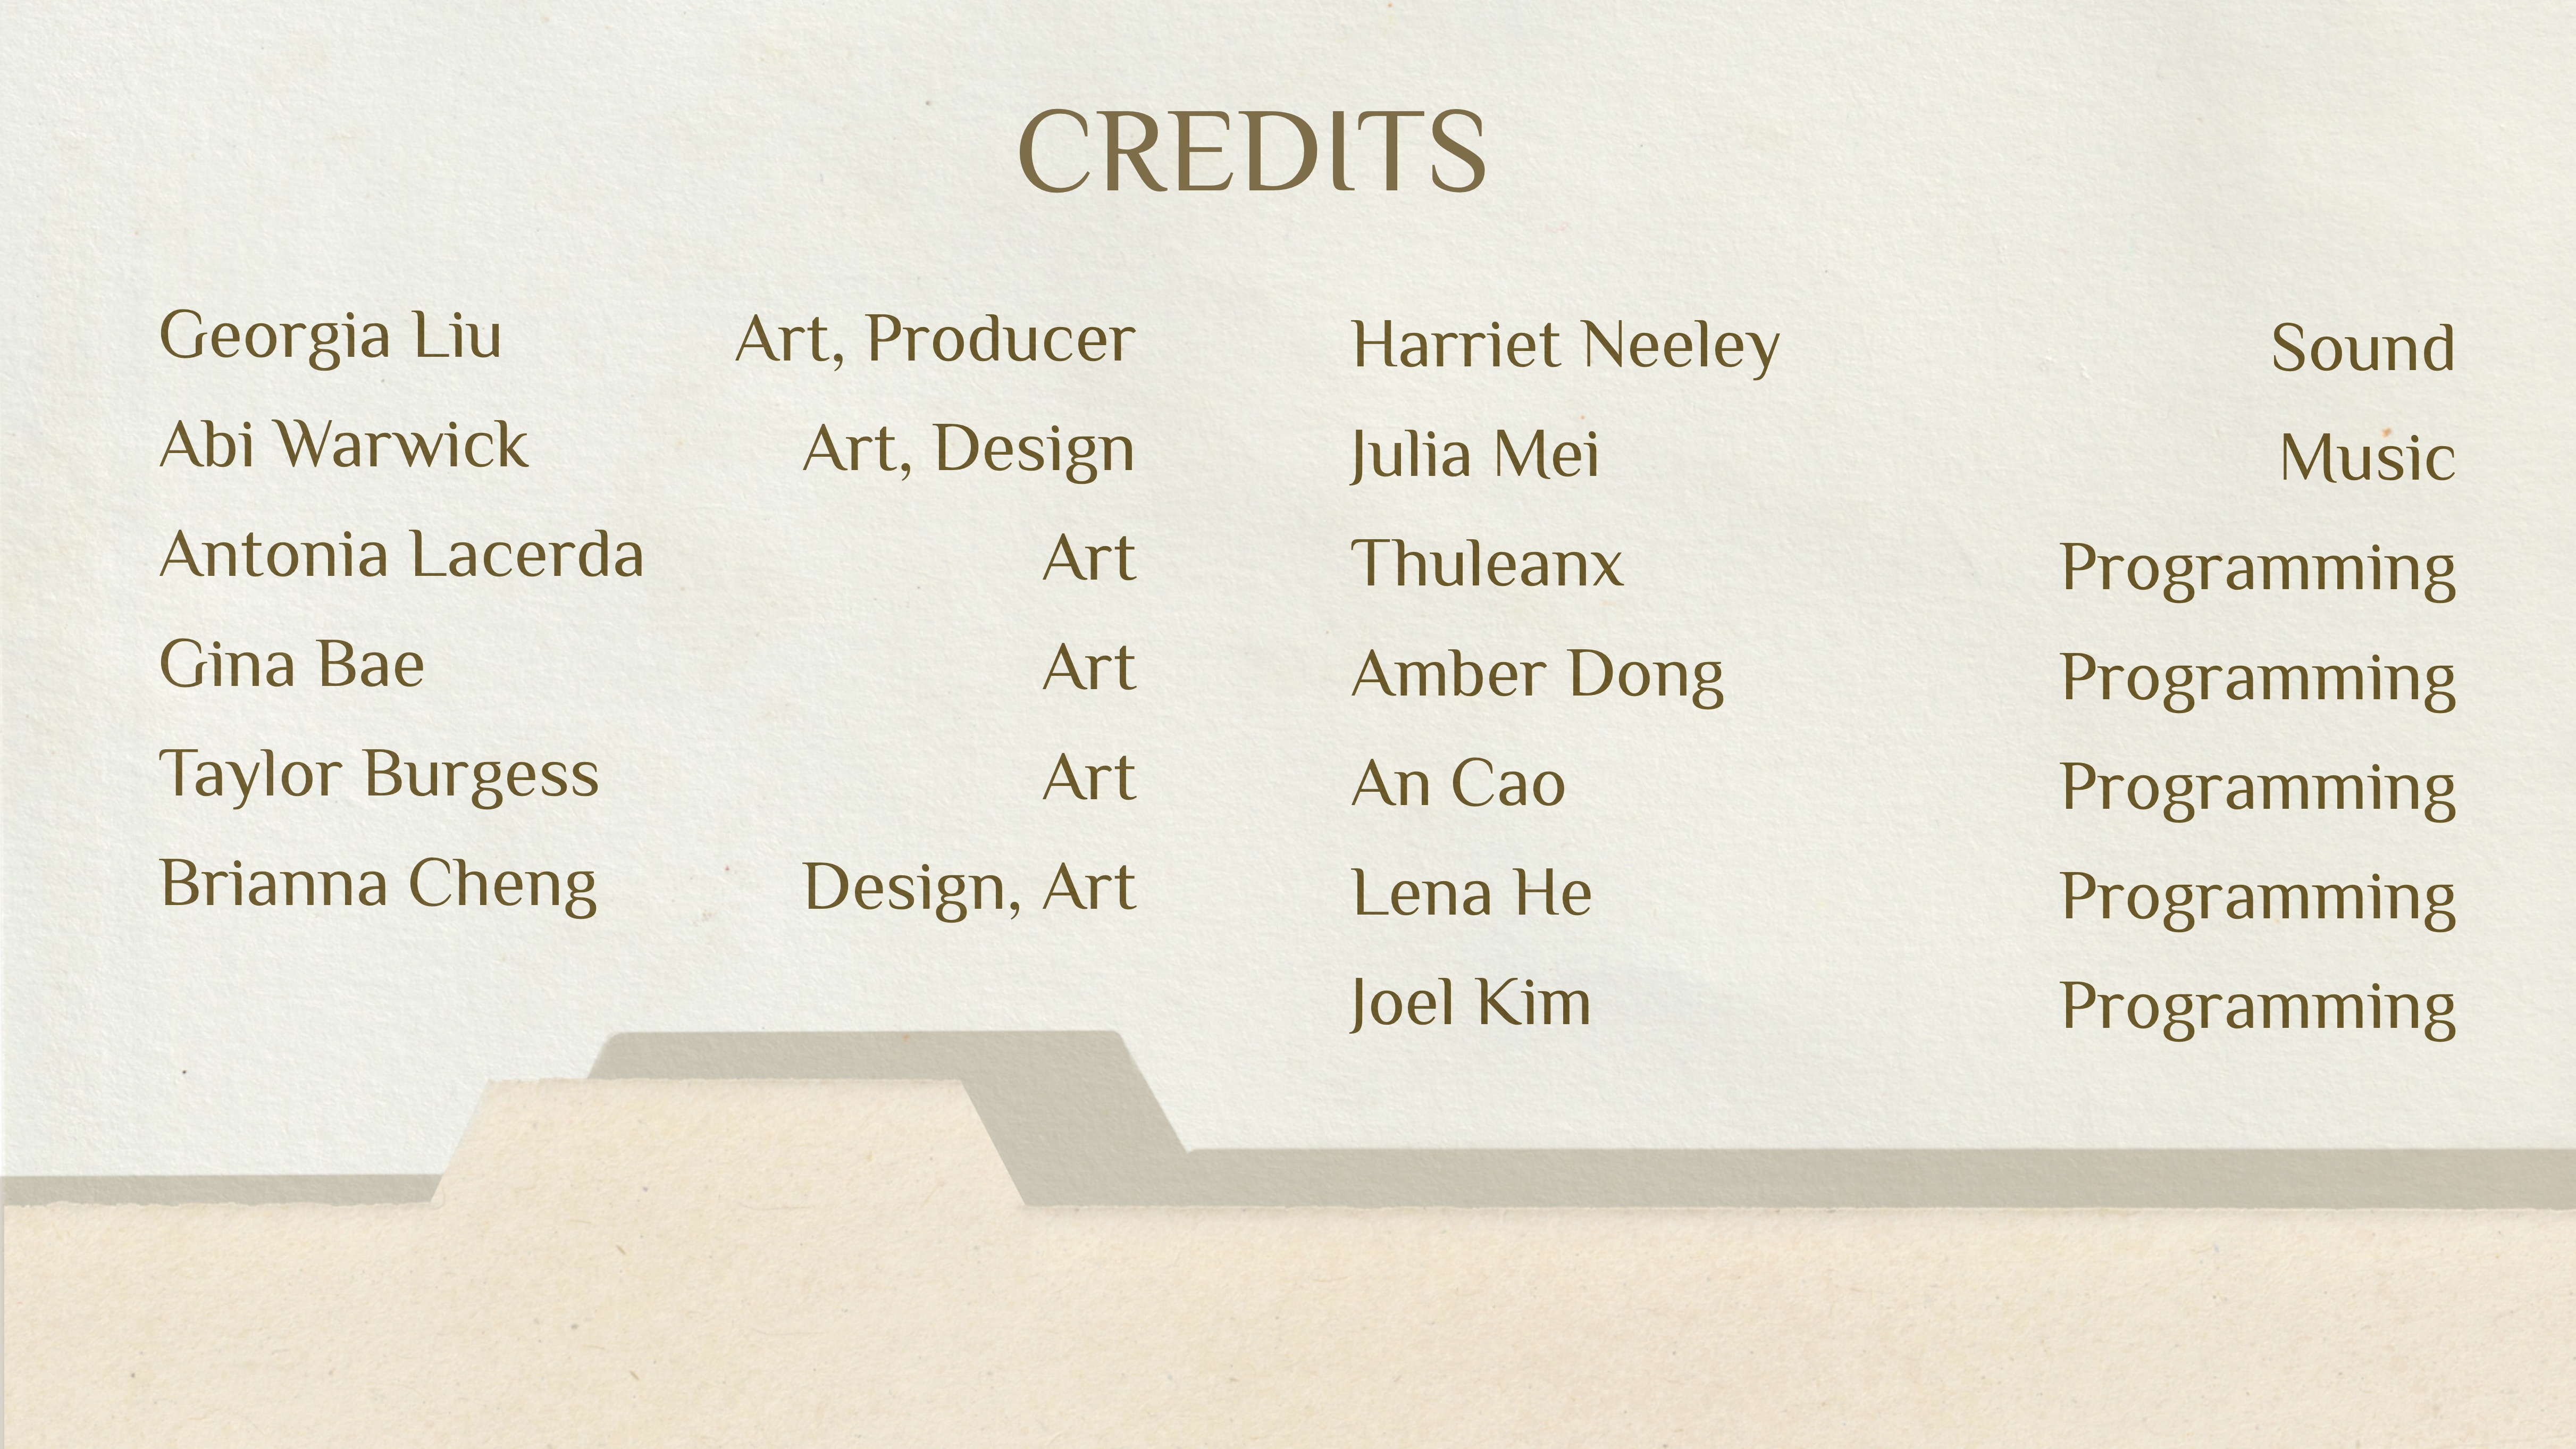 CREDITS
Georgia Liu Art, Producer
Abi Warwick Art, Design
Antonia Lacerda Art
Gina Bae Art
Taylor Burgess Art
Brianna Cheng Design, Art
Harriet Neeley Sound
Julia Mei Music
Thuleanx Programming
Amber Dong Programming
An Cao Programming
Lena He Programming
Joel Kim Programming